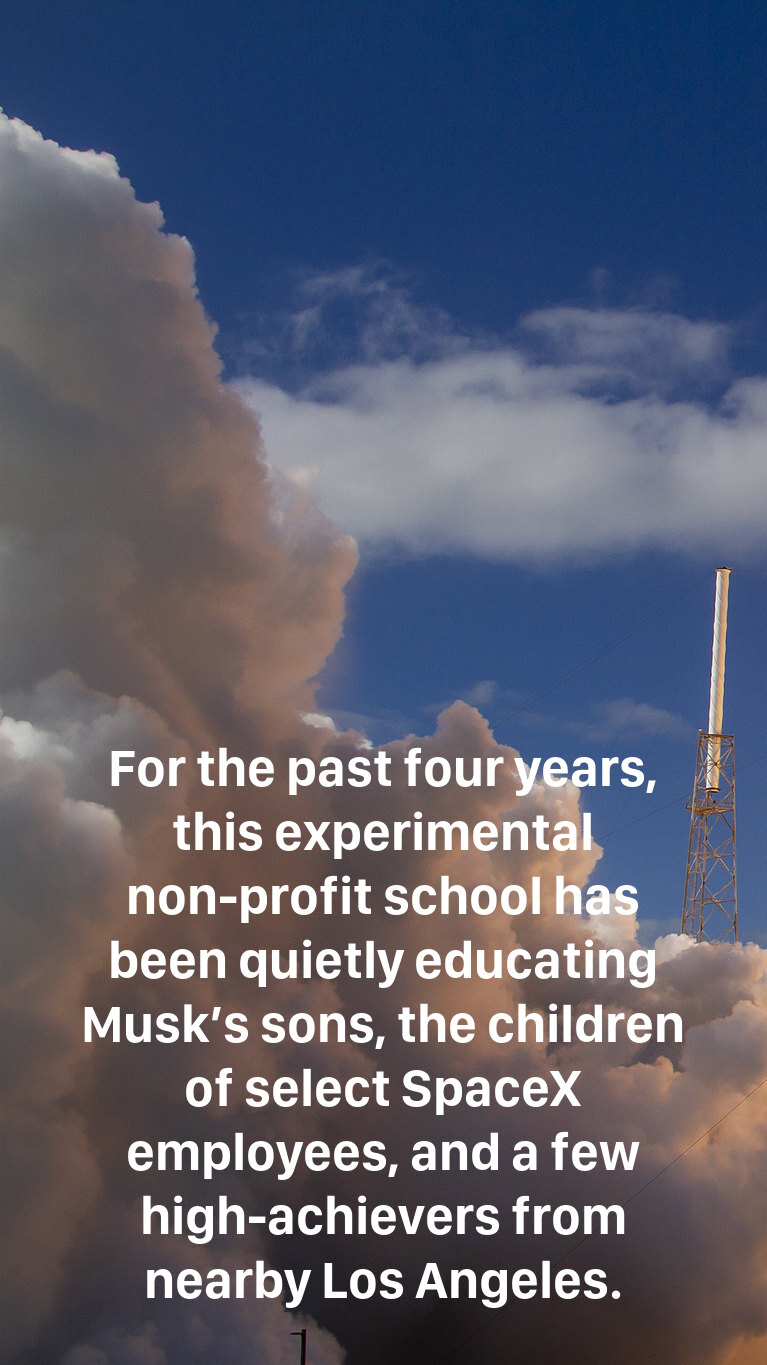 For the past four years,
this experimental
non-profit school has
been quietly educating
Musk’s sons, the children
of select SpaceX
employees, and a few
high-achievers from
nearby Los Angeles.